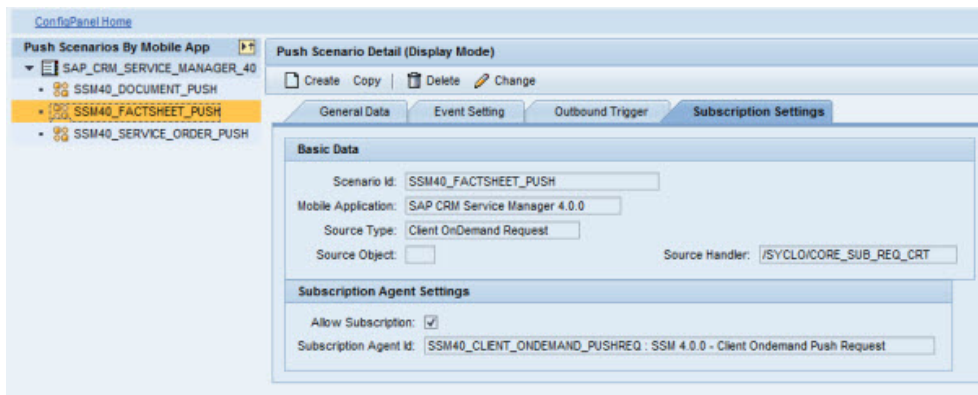 ConfigPanel Home
Push Scenarios By Mobile App
SAP_CRM_SERVICE_MANAGER_40
SSM40_DOCUMENT_PUSH
SSM40_FACTSHEET_PUSH
SSM40_SERVICE_ORDER_PUSH
Push Scenario Detail (Display Mode)
Create Copy | Delete Change
General Data Event Setting Outbound Trigger Subscription Settings
Basic Data
Scenario Id: SSM40_FACTSHEET_PUSH
Mobile Application: SAP CRM Service Manager 4.0.0
Source Type: Client OnDemand Request
Source Object: Source Handler: /SYCLO/CORE_SUB_REQ_CRT
Subscription Agent Settings
Allow Subscription:
Subscription Agent Id: SSM40_CLIENT_ONDEMAND_PUSHREQ : SSM 4.0.0 - Client Ondemand Push Request